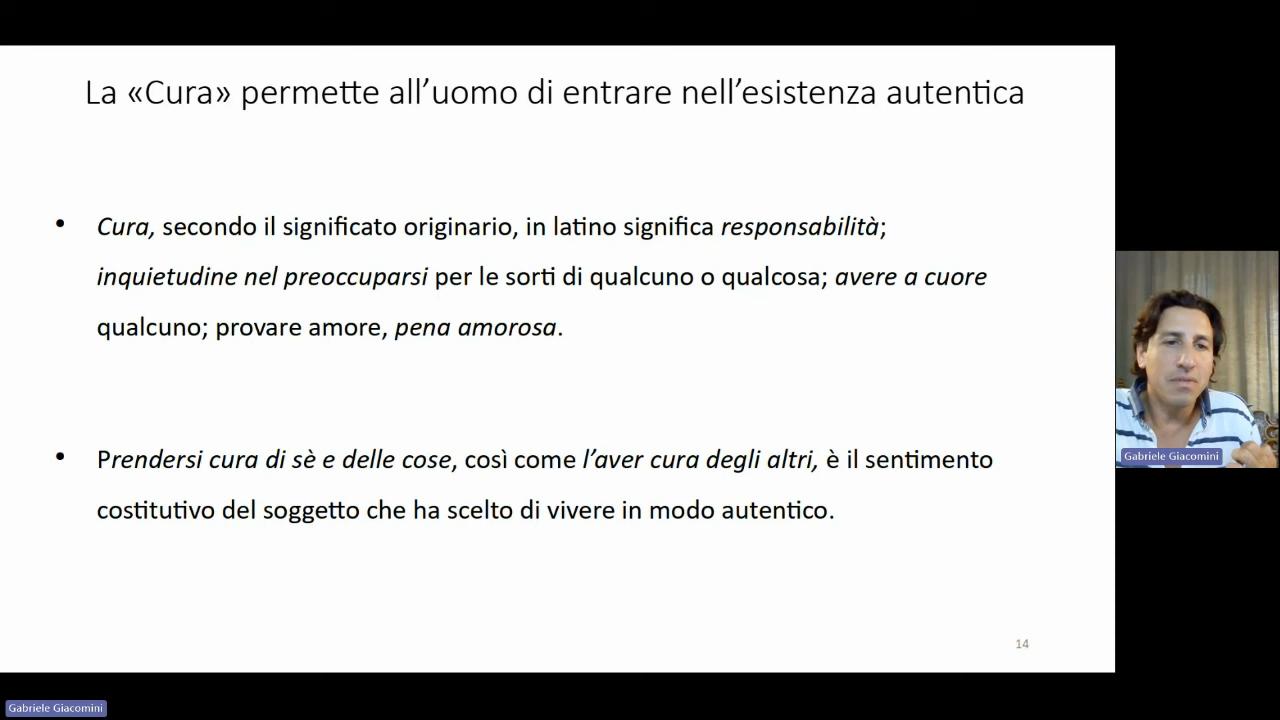 La «Cura» permette all’uomo di entrare nell’esistenza autentica
• Cura, secondo il significato originario, in latino significa responsabilità;
inquietudine nel preoccuparsi per le sorti di qualcuno o qualcosa; avere a cuore
qualcuno; provare amore, pena amorosa.
• Prendersi cura di sè e delle cose, così come l’aver cura degli altri, è il sentimento
costitutivo del soggetto che ha scelto di vivere in modo autentico.
14
Gabriele Giacomini
Gabriele Giacomini